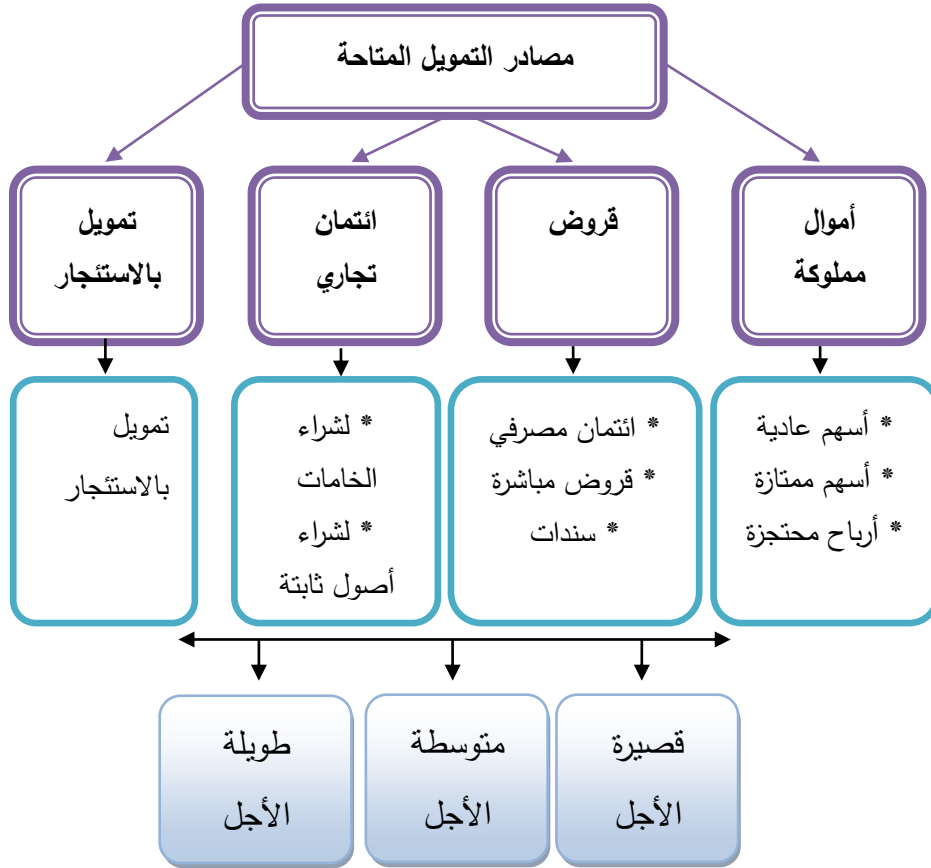 مصادر التمويل المتاحة
أموال
مملوكة
قروض
ائتمان
تجاري
تمويل
بالاستئجار
* أسهم عادية
* أسهم ممتازة
* أرباح محتجزة
* ائتمان مصرفي
* قروض مباشرة
* سندات
* لشراء
الخامات
* لشراء
أصول ثابتة
تمويل
بالاستئجار
قصيرة
الأجل
متوسطة
الأجل
طويلة
الأجل